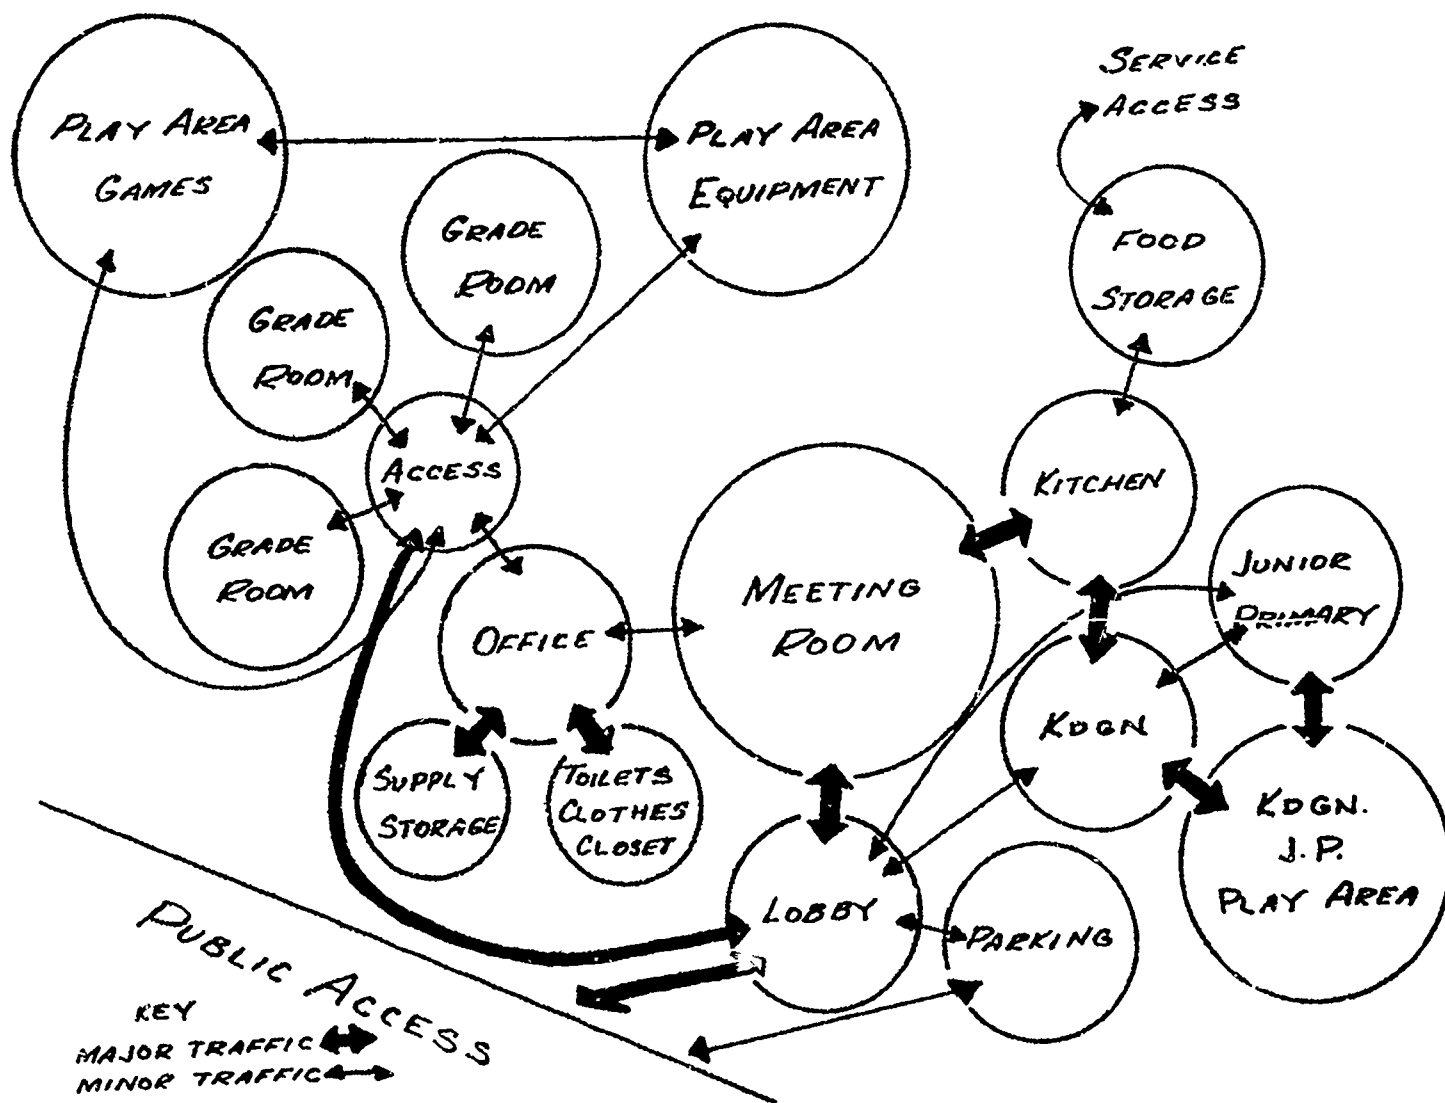 PLAY AREA
GAMES
PLAY AREA
EQUIPMENT
SERVICE
ACCESS
GRADE
ROOM
FOOD
STORAGE
GRADE
ROOM
ACCESS
KITCHEN
GRADE
ROOM
JUNIOR
PRIMARY
MEETING
ROOM
OFFICE
KDGN
SUPPLY
STORAGE
TOILETS
CLOTHES
CLOSET
KDGN.
J.P.
PLAY AREA
LOBBY
PARKING
PUBLIC ACCESS
KEY
MAJOR TRAFFIC
MINOR TRAFFIC